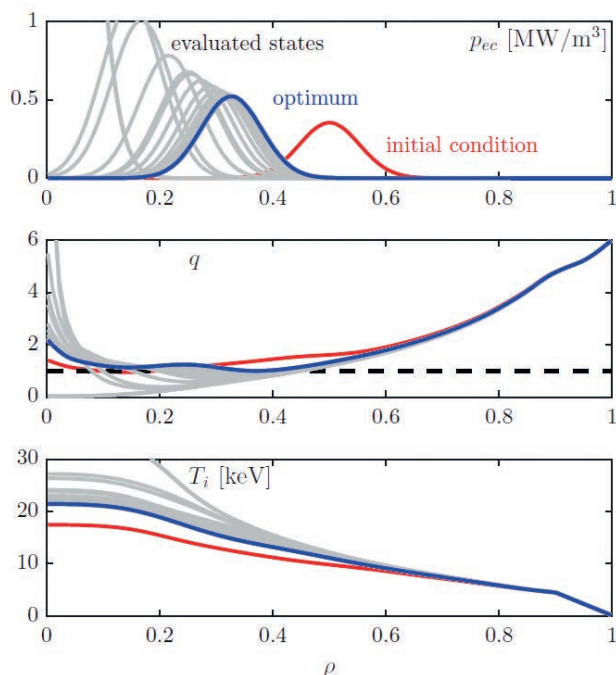 1
evaluated states
p_ec [MW/m³]
0.5
optimum
initial condition
0
0 0.2 0.4 0.6 0.8 1
6
q
4
2
0
0 0.2 0.4 0.6 0.8 1
30
T_i [keV]
20
10
0
0 0.2 0.4 0.6 0.8 1
ρ